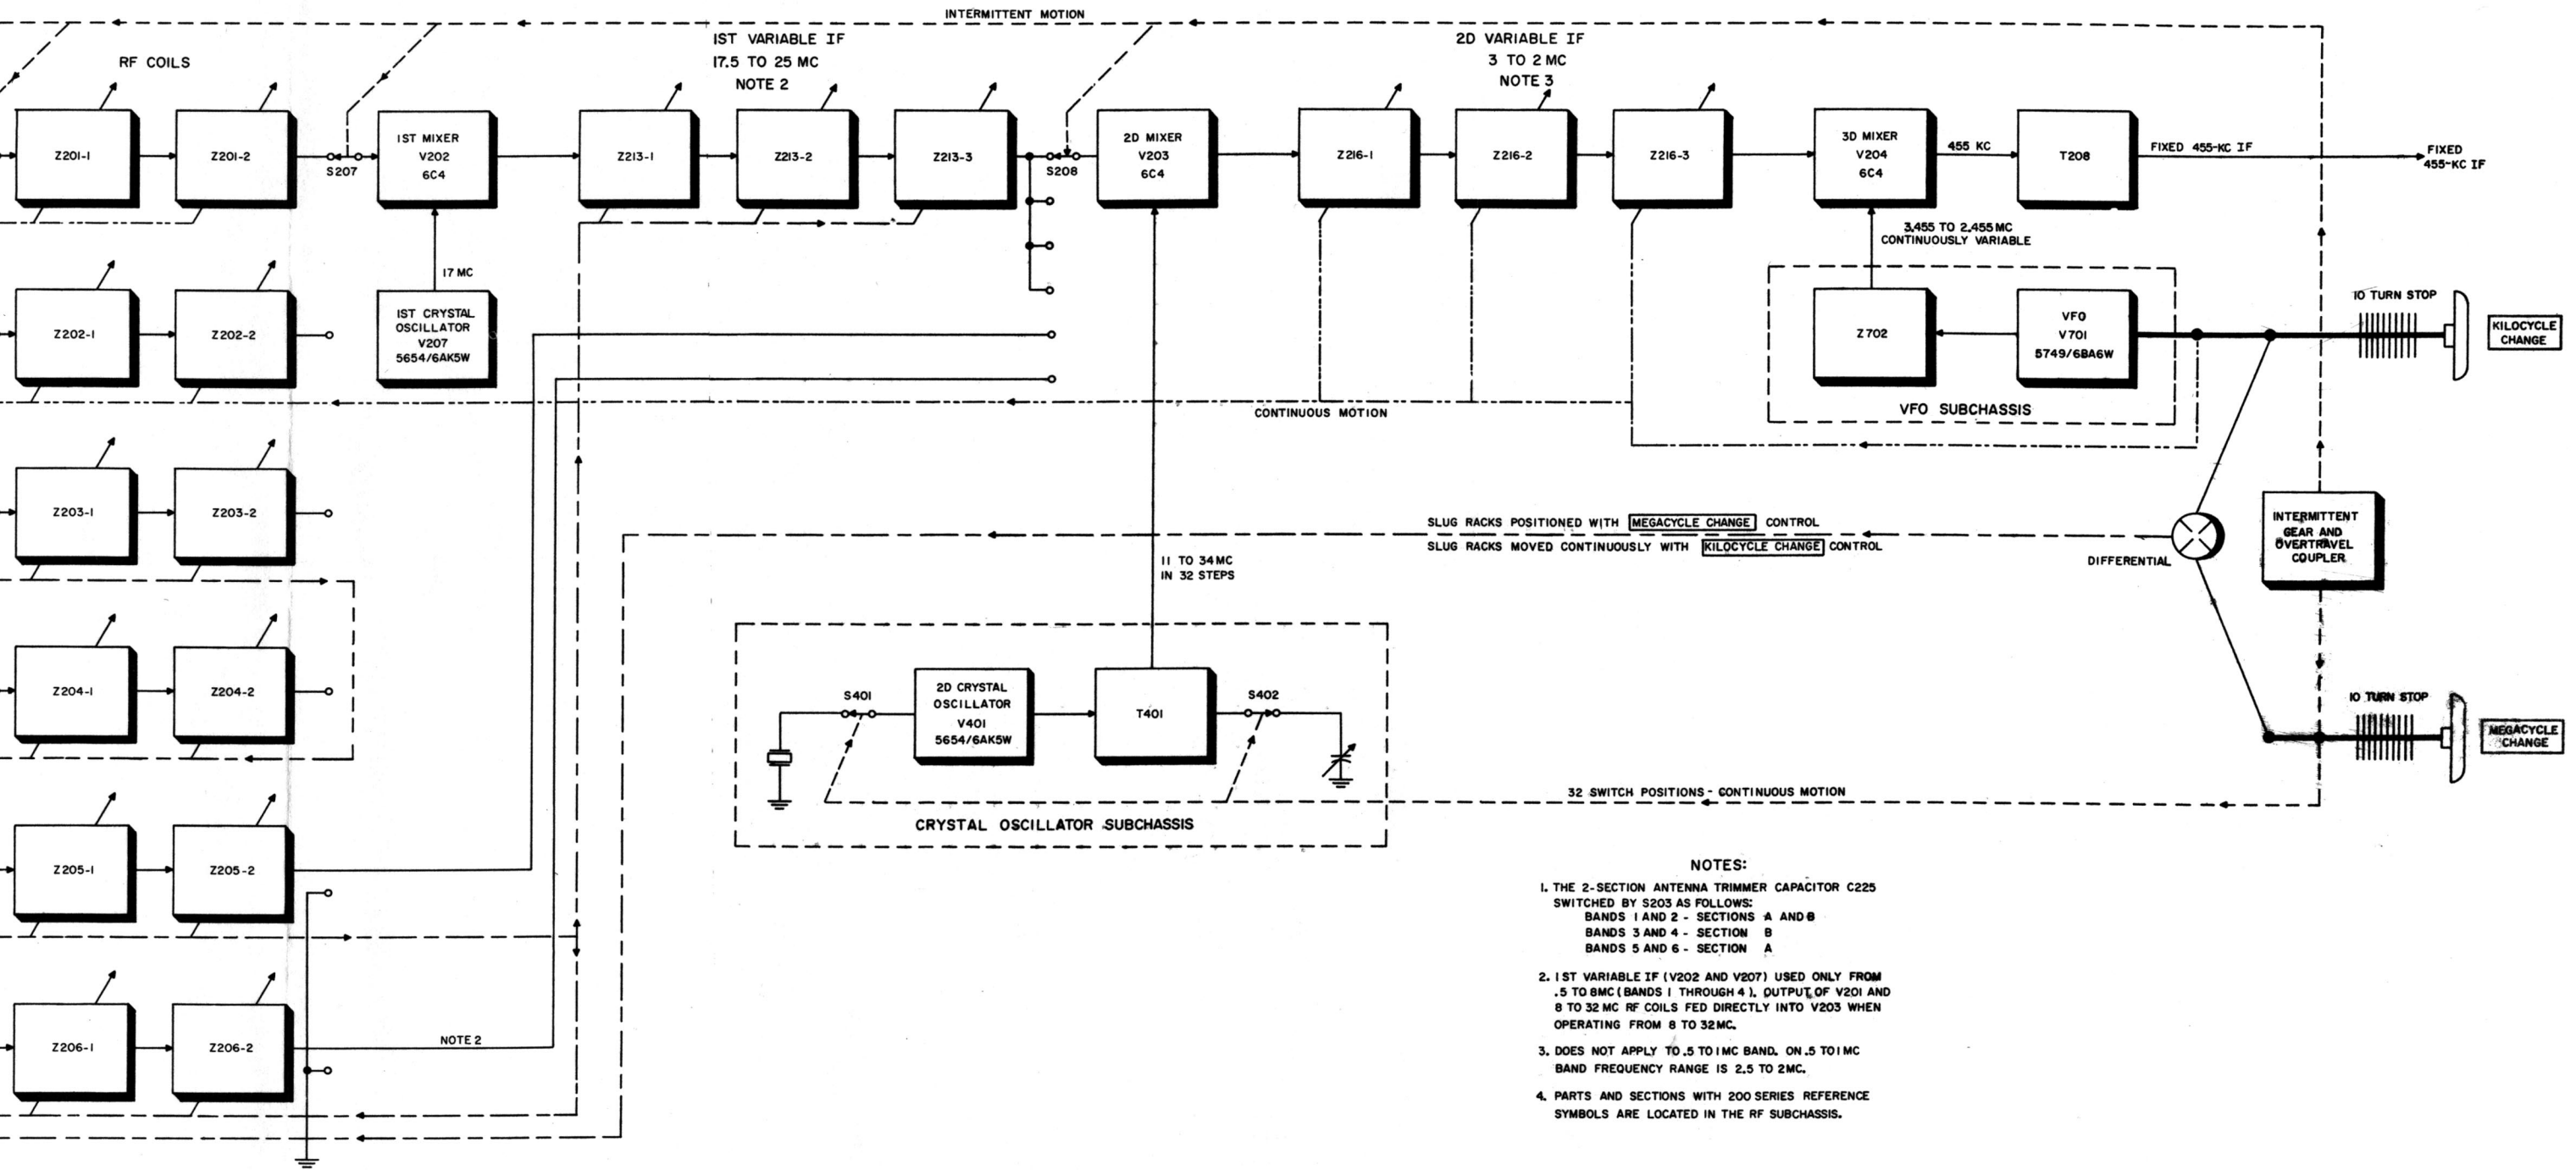 INTERMITTENT MOTION
RF COILS
1ST VARIABLE IF
17.5 TO 25 MC
NOTE 2
2D VARIABLE IF
3 TO 2 MC
NOTE 3
Z201-1
Z201-2
S207
1ST MIXER
V202
6C4
Z213-1
Z213-2
Z213-3
S208
2D MIXER
V203
6C4
Z216-1
Z216-2
Z216-3
3D MIXER
V204
6C4
455 KC
T208
FIXED 455-KC IF
FIXED
455-KC IF
17 MC
3.455 TO 2.455 MC
CONTINUOUSLY VARIABLE
Z202-1
Z202-2
1ST CRYSTAL
OSCILLATOR
V207
5654/6AK5W
Z702
VFO
V701
5749/6BA6W
VFO SUBCHASSIS
10 TURN STOP
KILOCYCLE
CHANGE
CONTINUOUS MOTION
Z203-1
Z203-2
SLUG RACKS POSITIONED WITH MEGACYCLE CHANGE CONTROL
SLUG RACKS MOVED CONTINUOUSLY WITH KILOCYCLE CHANGE CONTROL
DIFFERENTIAL
INTERMITTENT
GEAR AND
OVERTRAVEL
COUPLER
11 TO 34 MC
IN 32 STEPS
Z204-1
Z204-2
S401
2D CRYSTAL
OSCILLATOR
V401
5654/6AK5W
T401
S402
10 TURN STOP
MEGACYCLE
CHANGE
32 SWITCH POSITIONS - CONTINUOUS MOTION
CRYSTAL OSCILLATOR SUBCHASSIS
Z205-1
Z205-2
Z206-1
Z206-2
NOTE 2
NOTES:
1. THE 2-SECTION ANTENNA TRIMMER CAPACITOR C225
SWITCHED BY S203 AS FOLLOWS:
BANDS 1 AND 2 - SECTIONS A AND B
BANDS 3 AND 4 - SECTION B
BANDS 5 AND 6 - SECTION A
2. 1ST VARIABLE IF (V202 AND V207) USED ONLY FROM
.5 TO 8MC (BANDS 1 THROUGH 4). OUTPUT OF V201 AND
8 TO 32 MC RF COILS FED DIRECTLY INTO V203 WHEN
OPERATING FROM 8 TO 32MC.
3. DOES NOT APPLY TO .5 TO 1 MC BAND. ON .5 TO 1 MC
BAND FREQUENCY RANGE IS 2.5 TO 2MC.
4. PARTS AND SECTIONS WITH 200 SERIES REFERENCE
SYMBOLS ARE LOCATED IN THE RF SUBCHASSIS.